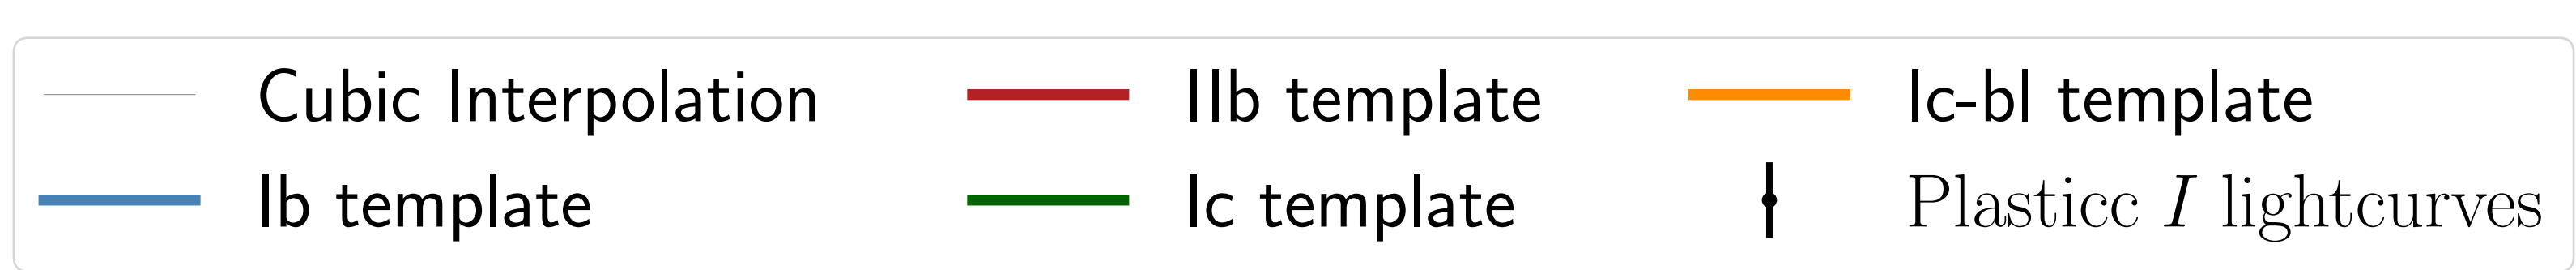 Cubic Interpolation IIb template Ic-bl template
Ib template Ic template Plasticc I lightcurves